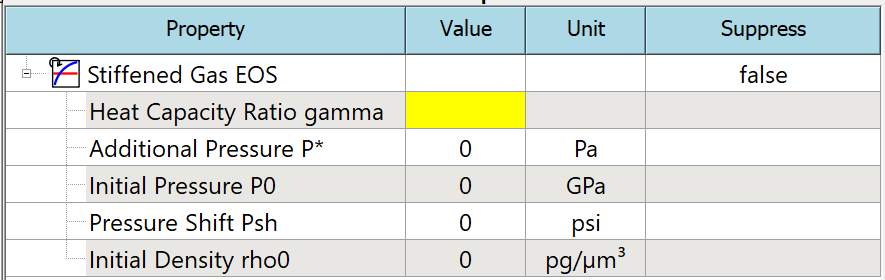 Property Value Unit Suppress
Stiffened Gas EOS false
Heat Capacity Ratio gamma
Additional Pressure P* 0 Pa
Initial Pressure P0 0 GPa
Pressure Shift Psh 0 psi
Initial Density rho0 0 pg/µm³